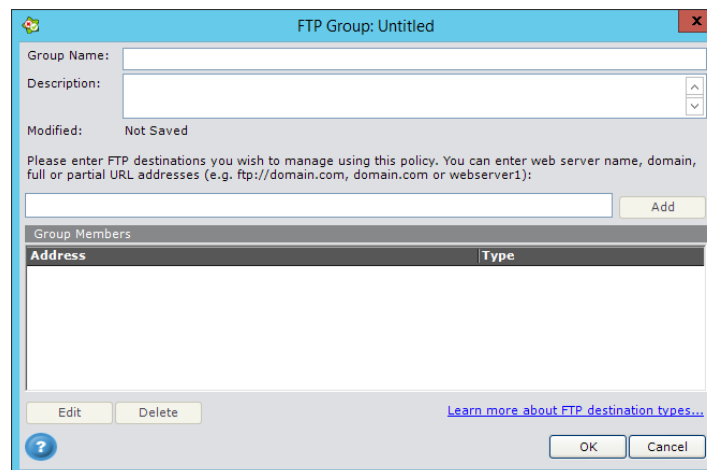 FTP Group: Untitled
x
Group Name:
Description:
Modified: Not Saved
Please enter FTP destinations you wish to manage using this policy. You can enter web server name, domain,
full or partial URL addresses (e.g. ftp://domain.com, domain.com or webserver1):
Add
Group Members
Address Type
Edit Delete Learn more about FTP destination types...
? OK Cancel